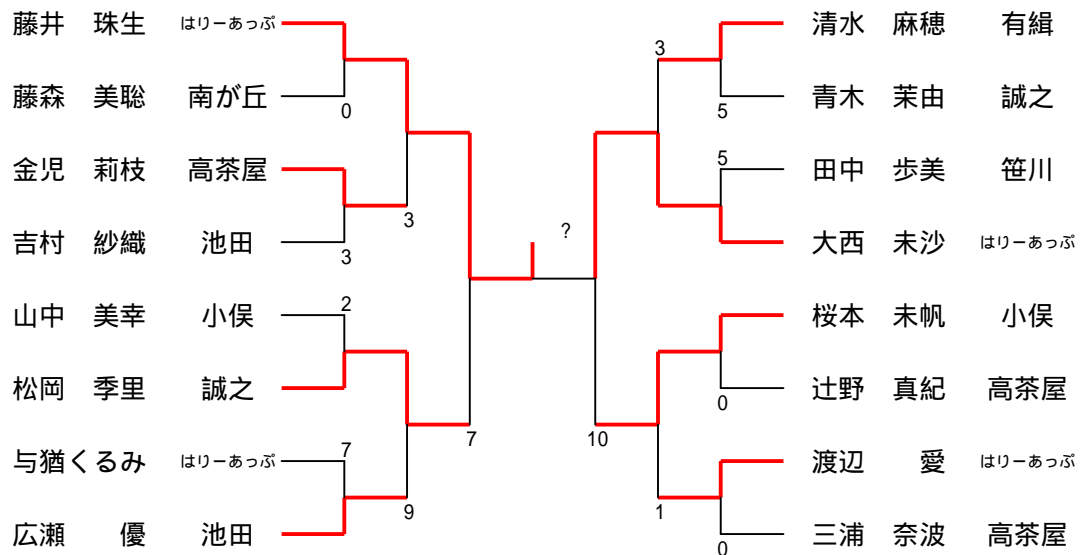 藤井 珠生 はりーあっぷ
0
藤森 美聡 南が丘
金児 莉枝 高茶屋
3
3
吉村 紗織 池田
山中 美幸 小俣
2
松岡 季里 誠之
7
与猶くるみ はりーあっぷ
7
9
広瀬 優 池田
?
清水 麻穂 有緝
3
青木 茉由 誠之
5
田中 歩美 笹川
5
大西 未沙 はりーあっぷ
桜本 未帆 小俣
辻野 真紀 高茶屋
0
10
渡辺 愛 はりーあっぷ
1
三浦 奈波 高茶屋
0